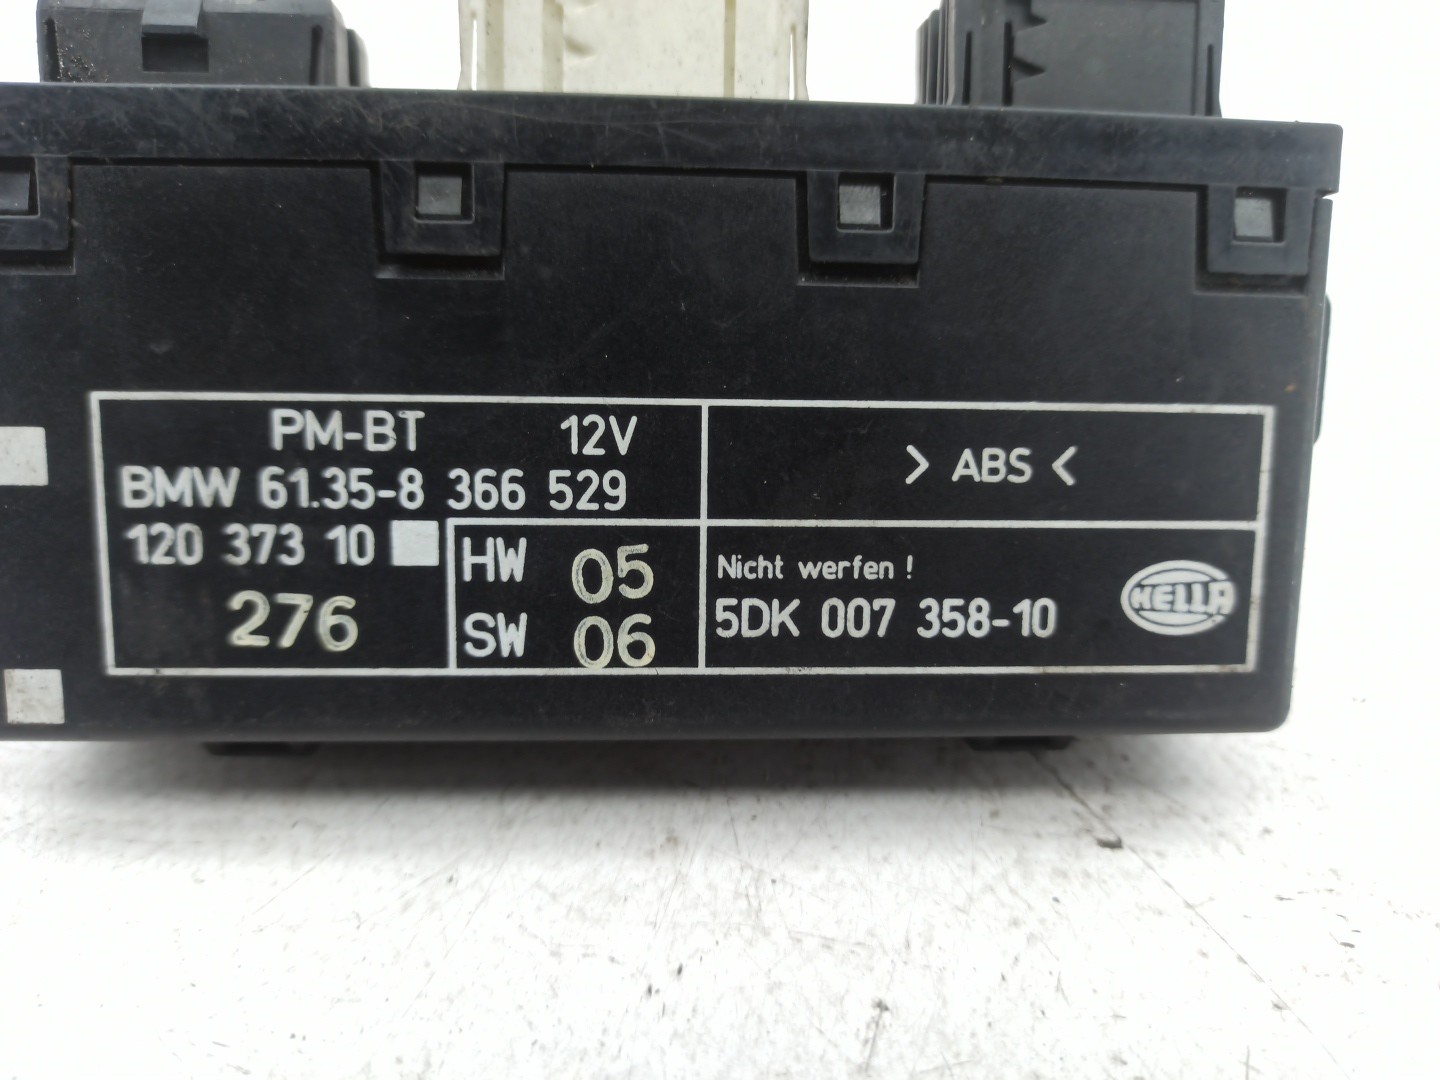 PM-BT 12V
BMW 61.35-8 366 529
120 373 10
276
HW 05
SW 06
> ABS <
Nicht werfen !
5DK 007 358-10
HELLA